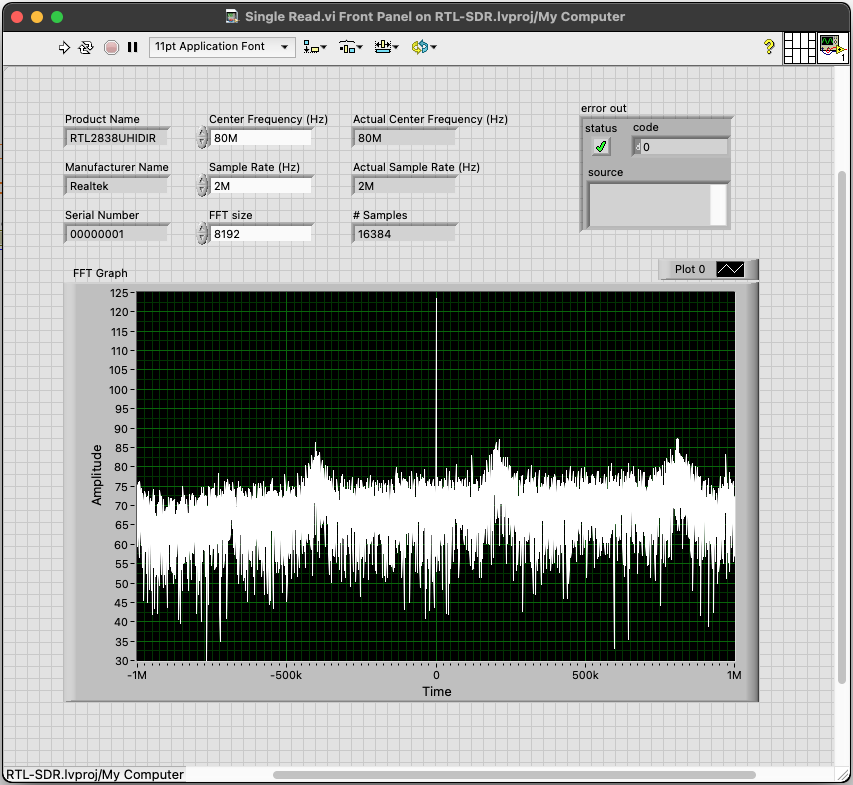 Single Read.vi Front Panel on RTL-SDR.lvproj/My Computer
11pt Application Font
?
1
Product Name
RTL2838UHIDIR
Center Frequency (Hz)
80M
Actual Center Frequency (Hz)
80M
error out
status
code
d
0
source
Manufacturer Name
Realtek
Sample Rate (Hz)
2M
Actual Sample Rate (Hz)
2M
Serial Number
00000001
FFT size
8192
# Samples
16384
FFT Graph
Plot 0
125
120
115
110
105
100
95
90
85
80
75
70
65
60
55
50
45
40
35
30
Amplitude
-1M
-500k
0
500k
1M
Time
RTL-SDR.lvproj/My Computer